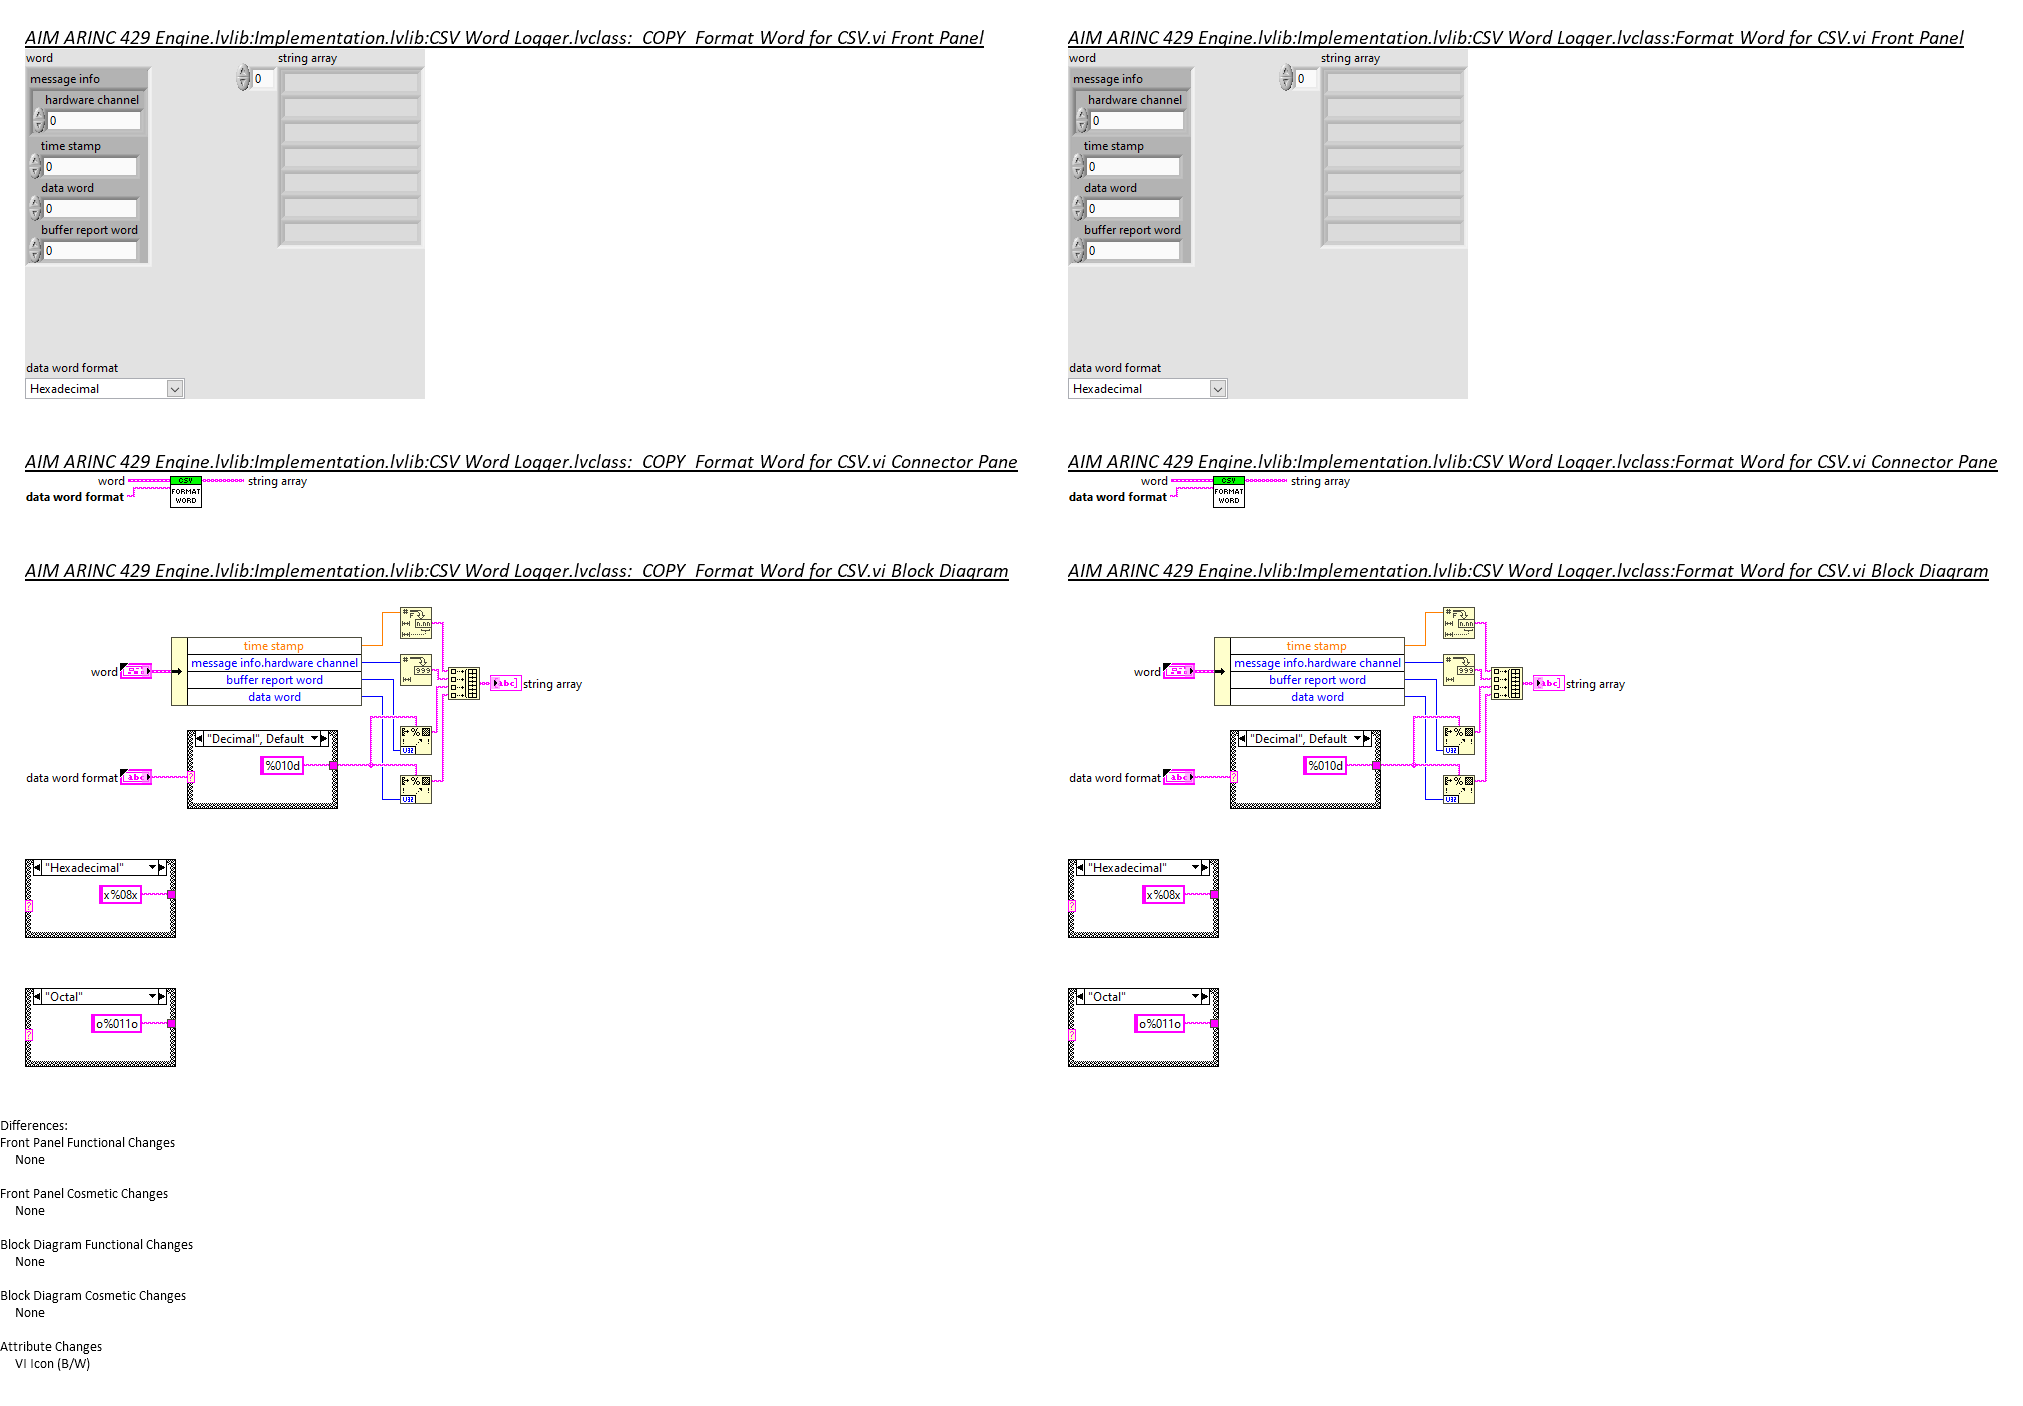 AIM ARINC 429 Engine.lvlib:Implementation.lvlib:CSV Word Logger.lvclass:_COPY_Format Word for CSV.vi Front Panel
word
string array
message info
0
hardware channel
0
time stamp
0
data word
0
buffer report word
0
data word format
Hexadecimal
AIM ARINC 429 Engine.lvlib:Implementation.lvlib:CSV Word Logger.lvclass:Format Word for CSV.vi Front Panel
word
string array
message info
0
hardware channel
0
time stamp
0
data word
0
buffer report word
0
data word format
Hexadecimal
AIM ARINC 429 Engine.lvlib:Implementation.lvlib:CSV Word Logger.lvclass:_COPY_Format Word for CSV.vi Connector Pane
word
CSV
string array
data word format
FORMAT
WORD
AIM ARINC 429 Engine.lvlib:Implementation.lvlib:CSV Word Logger.lvclass:Format Word for CSV.vi Connector Pane
word
CSV
string array
data word format
FORMAT
WORD
AIM ARINC 429 Engine.lvlib:Implementation.lvlib:CSV Word Logger.lvclass:_COPY_Format Word for CSV.vi Block Diagram
time stamp
message info.hardware channel
word
buffer report word
abc
string array
data word
"Decimal", Default
%010d
U32
data word format
abc
U32
"Hexadecimal"
x%08x
"Octal"
o%011o
AIM ARINC 429 Engine.lvlib:Implementation.lvlib:CSV Word Logger.lvclass:Format Word for CSV.vi Block Diagram
time stamp
message info.hardware channel
word
buffer report word
abc
string array
data word
"Decimal", Default
%010d
U32
data word format
abc
U32
"Hexadecimal"
x%08x
"Octal"
o%011o
Differences:
Front Panel Functional Changes
None
Front Panel Cosmetic Changes
None
Block Diagram Functional Changes
None
Block Diagram Cosmetic Changes
None
Attribute Changes
VI Icon (B/W)